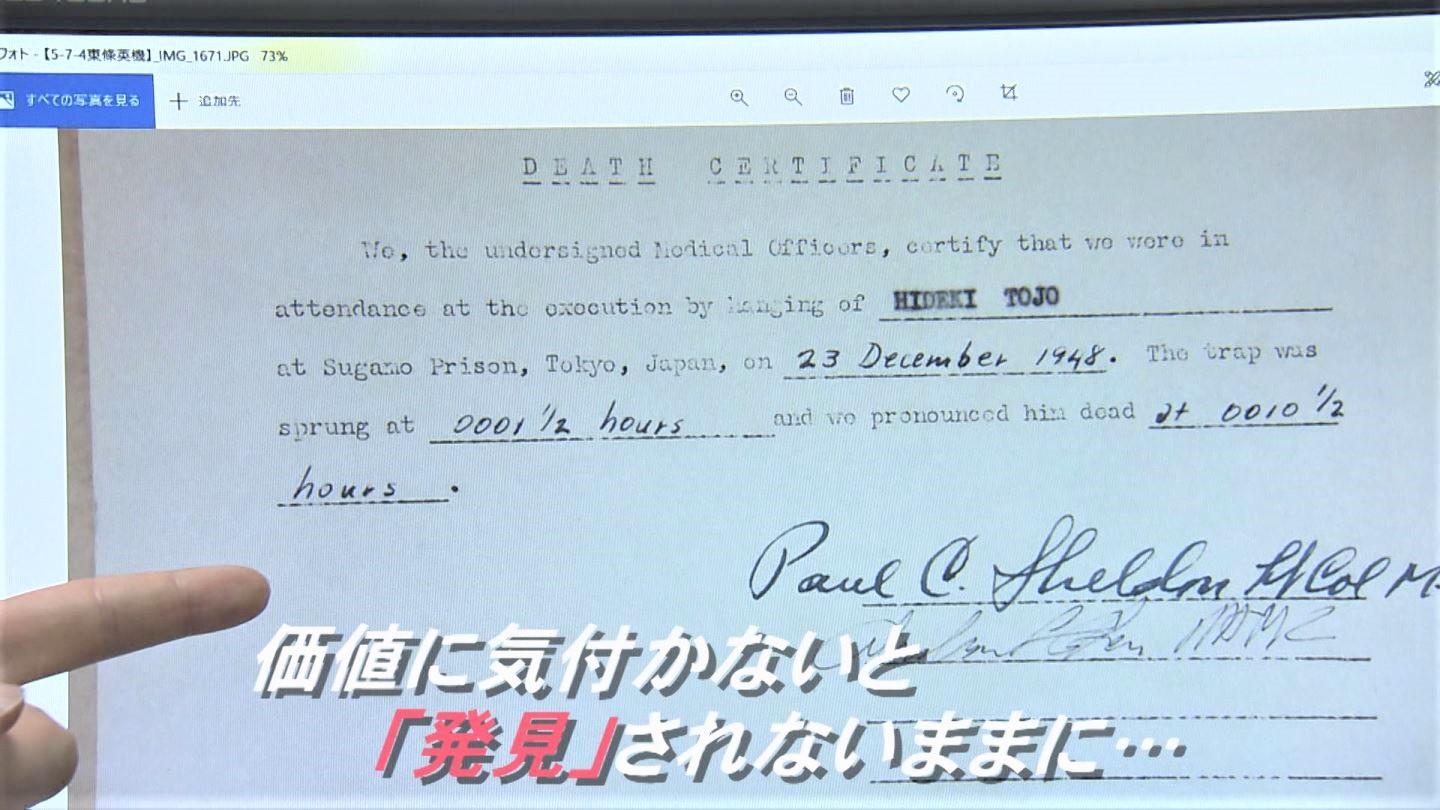 フォト - 【5-7-4東條英機】_IMG_1671.JPG 73%
すべての写真を見る
追加先
DEATH CERTIFICATE
We, the undersigned Medical Officers, certify that we were in
attendance at the execution by hanging of HIDEKI TOJO
at Sugamo Prison, Tokyo, Japan, on 23 December 1948. The trap was
sprung at 0001 1/2 hours and we pronounced him dead at 0010 1/2
hours.
Paul C. Sheldon Lt Col M
価値に気付かないと
「発見」されないままに…